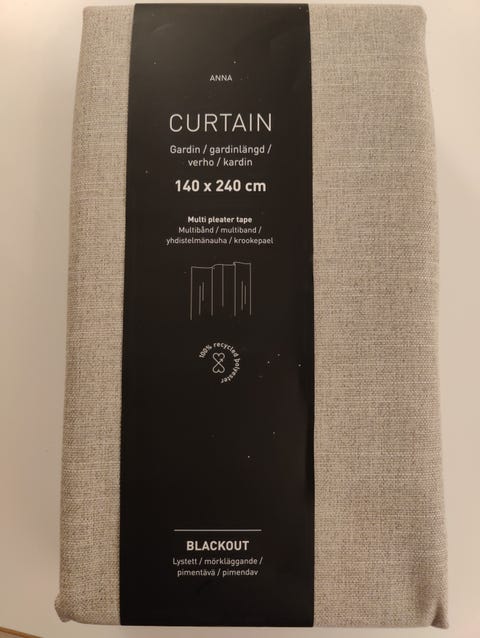 ANNA
CURTAIN
Gardin / gardinlängd /
verho / kardin
140 x 240 cm
Multi pleater tape
Multibånd / multiband /
yhdistelmänauha / krookepael
100% recycled polyester
BLACKOUT
Lystett / mörkläggande /
pimentävä / pimendav